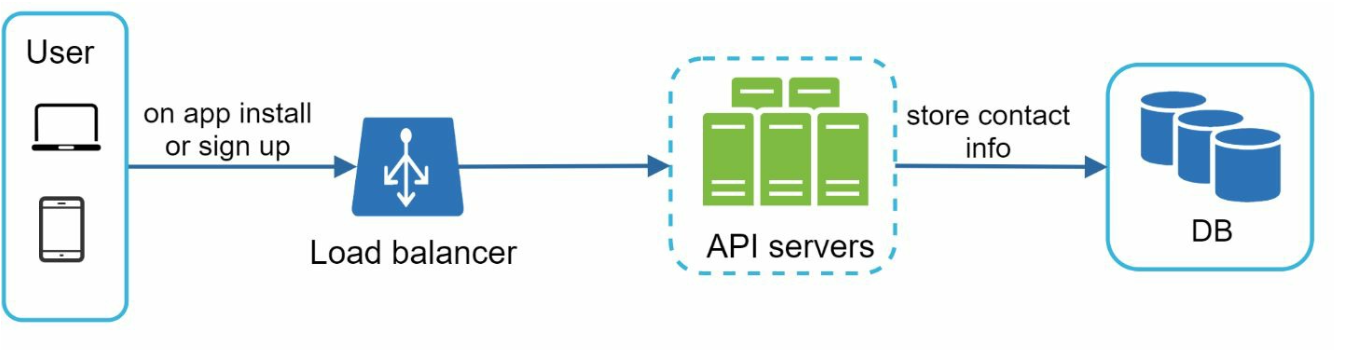 User
on app install
or sign up
Load balancer
API servers
store contact
info
DB